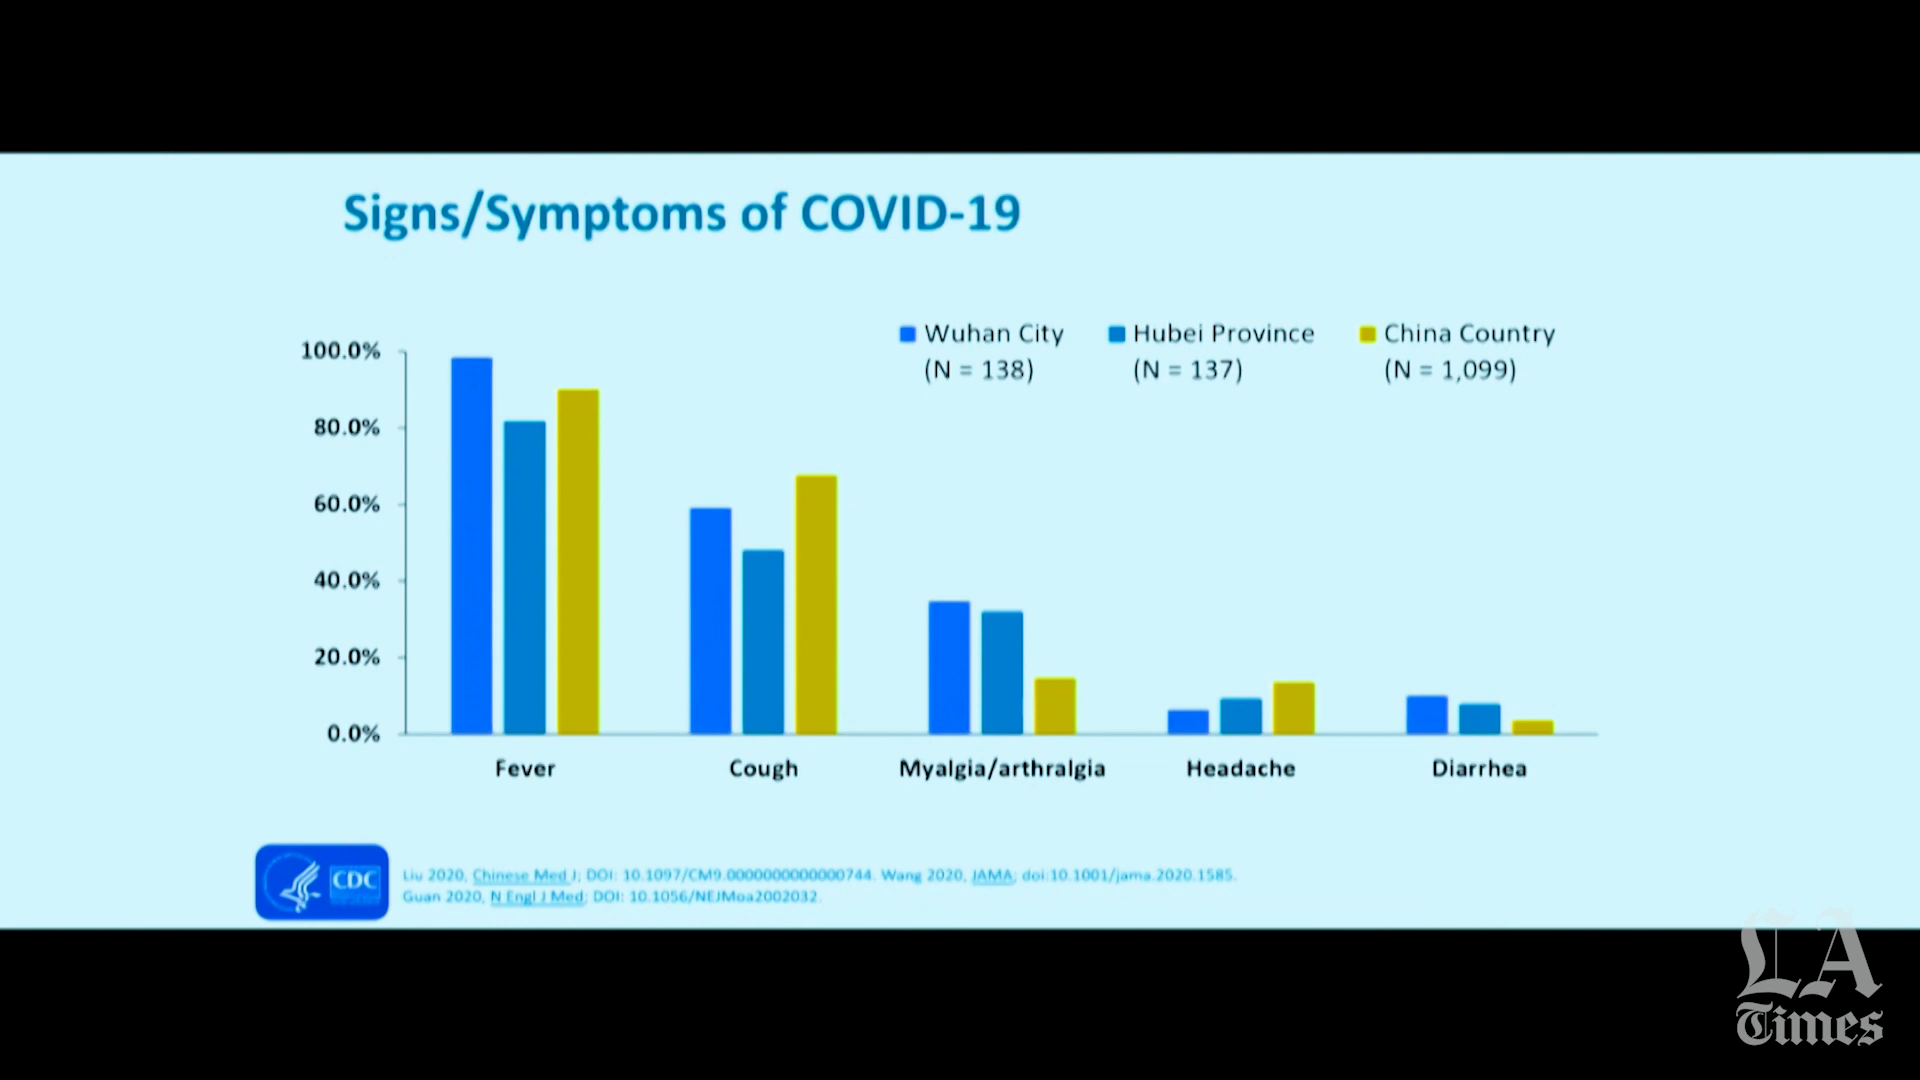 Signs/Symptoms of COVID-19
Wuhan City
(N = 138)
Hubei Province
(N = 137)
China Country
(N = 1,099)
100.0%
80.0%
60.0%
40.0%
20.0%
0.0%
Fever
Cough
Myalgia/arthralgia
Headache
Diarrhea
CDC
Liu 2020, Chinese Med J; DOI: 10.1097/CM9.0000000000000744. Wang 2020, JAMA; doi:10.1001/jama.2020.1585.
Guan 2020, N Engl J Med; DOI: 10.1056/NEJMoa2002032.
LA
Times